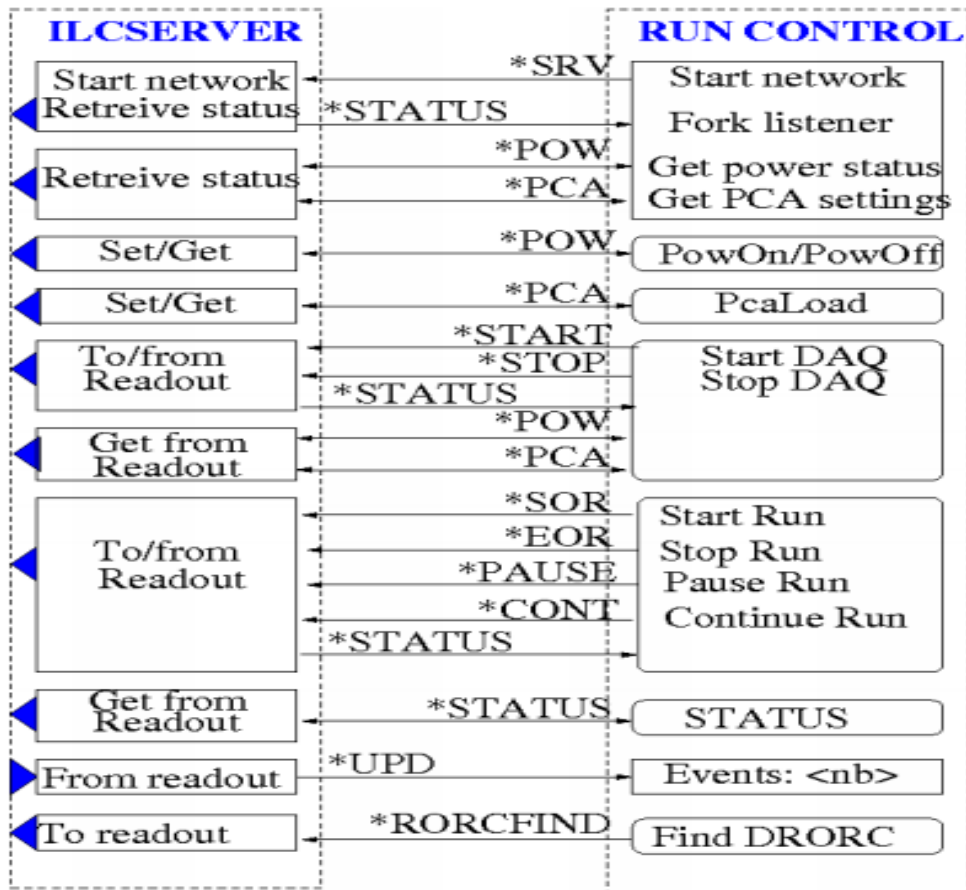 ILCSERVER
RUN CONTROL
Start network
*SRV
Start network
Retreive status
*STATUS
Fork listener
Retreive status
*POW
Get power status
*PCA
Get PCA settings
Set/Get
*POW
PowOn/PowOff
Set/Get
*PCA
PcaLoad
To/from
Readout
*START
Start DAQ
*STOP
Stop DAQ
*STATUS
Get from
Readout
*POW
*PCA
To/from
Readout
*SOR
Start Run
*EOR
Stop Run
*PAUSE
Pause Run
*CONT
Continue Run
*STATUS
Get from
Readout
*STATUS
STATUS
From readout
*UPD
Events: <nb>
To readout
*RORCFIND
Find DRORC